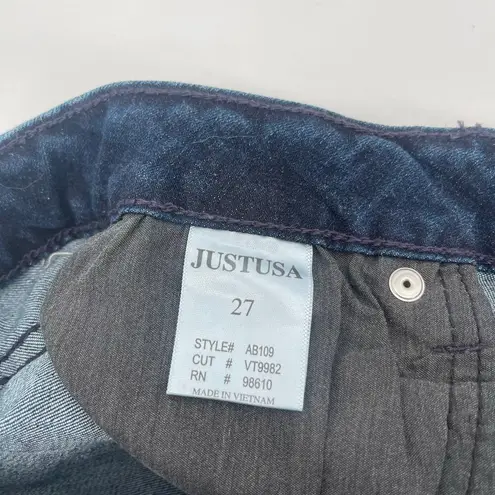 JUSTUSA
27
STYLE# AB109
CUT # VT9982
RN # 98610
MADE IN VIETNAM